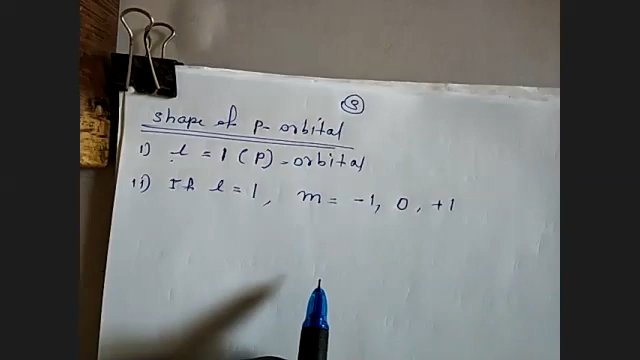 3
Shape of P-orbital
i) l = 1 (P)-orbital
ii) If l = 1, m = -1, 0, +1